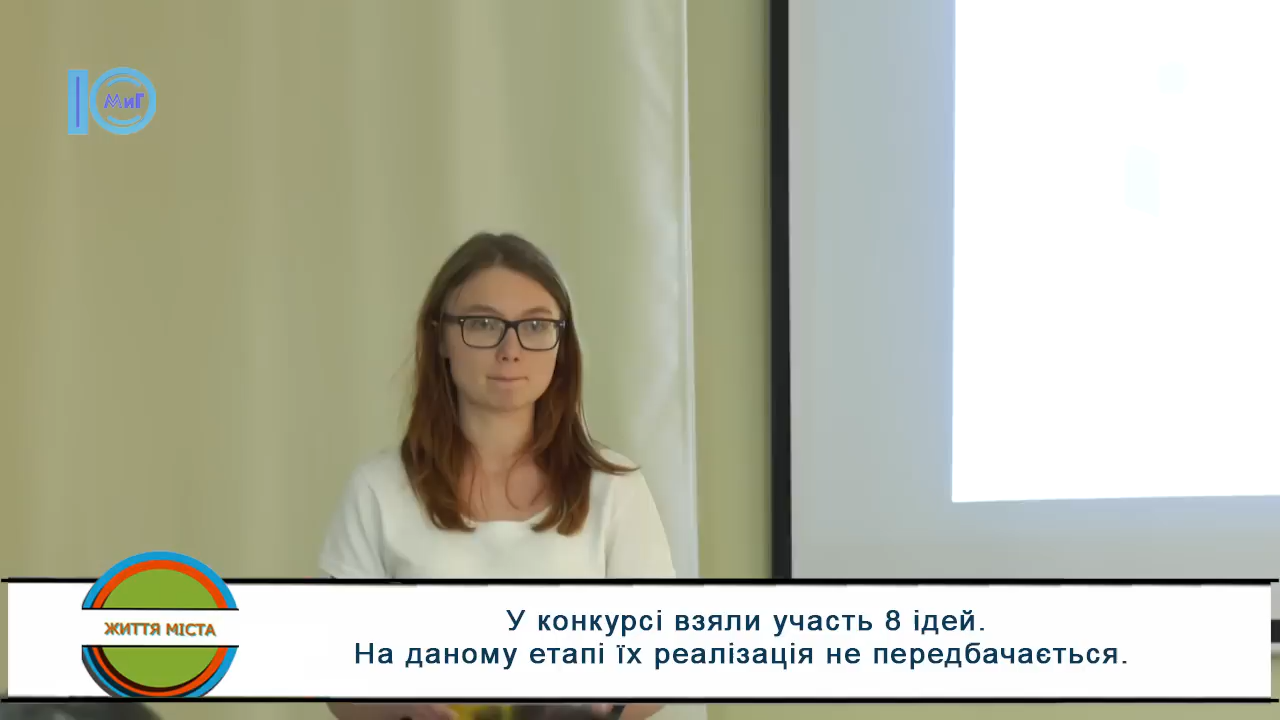 МиГ
ЖИТТЯ МІСТА
У конкурсі взяли участь 8 ідей.
На даному етапі їх реалізація не передбачається.